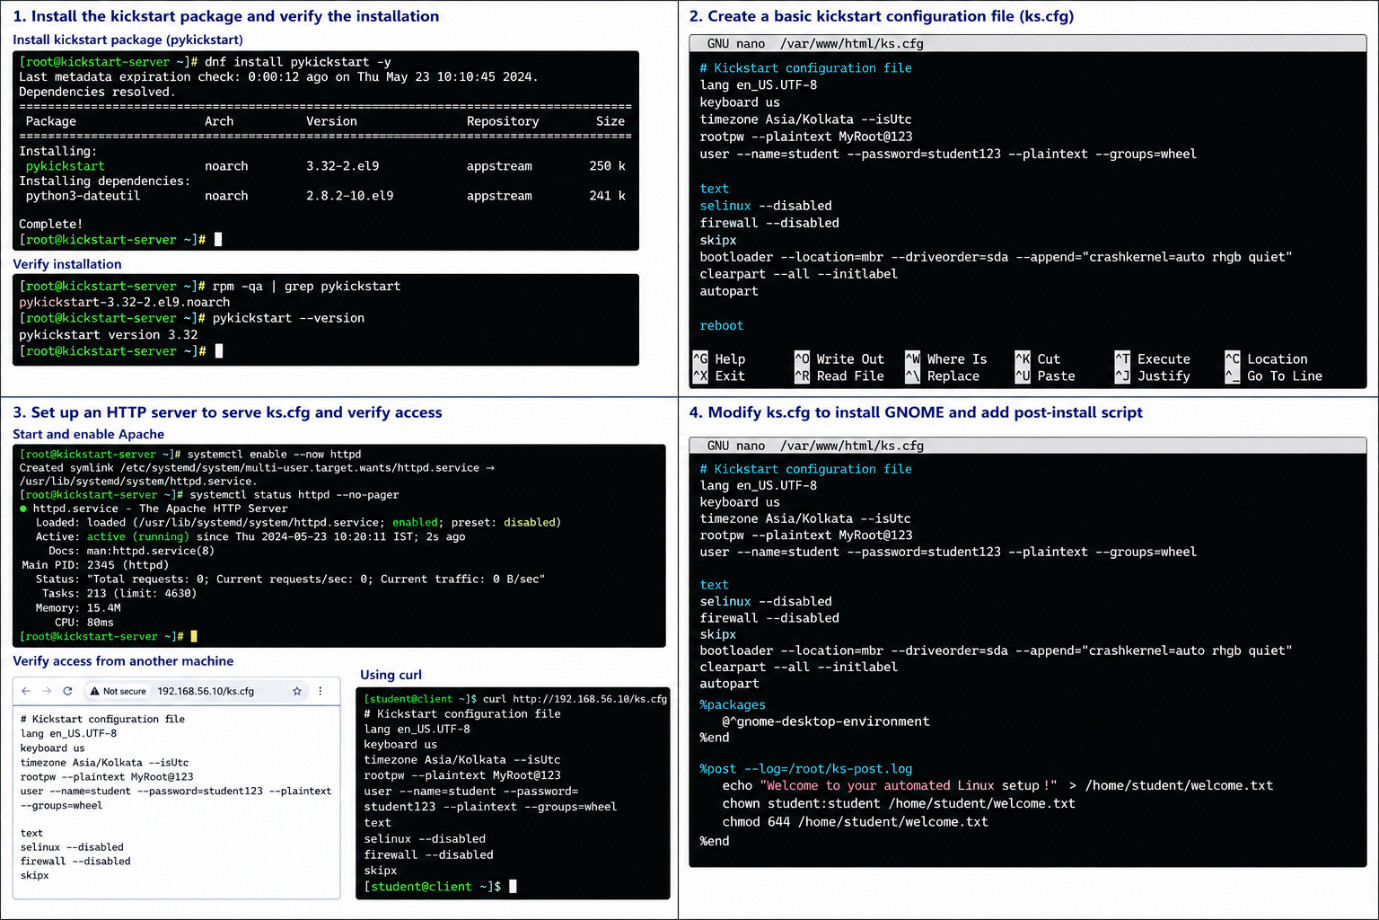 1. Install the kickstart package and verify the installation
Install kickstart package (pykickstart)
[root@kickstart-server ~]# dnf install pykickstart -y
Last metadata expiration check: 0:00:12 ago on Thu May 23 10:10:45 2024.
Dependencies resolved.
================================================================================
Package Arch Version Repository Size
================================================================================
Installing:
pykickstart noarch 3.32-2.el9 appstream 250 k
Installing dependencies:
python3-dateutil noarch 2.8.2-10.el9 appstream 241 k
Complete!
[root@kickstart-server ~]#
Verify installation
[root@kickstart-server ~]# rpm -qa | grep pykickstart
pykickstart-3.32-2.el9.noarch
[root@kickstart-server ~]# pykickstart --version
pykickstart version 3.32
[root@kickstart-server ~]#
2. Create a basic kickstart configuration file (ks.cfg)
GNU nano /var/www/html/ks.cfg
# Kickstart configuration file
lang en_US.UTF-8
keyboard us
timezone Asia/Kolkata --isUtc
rootpw --plaintext MyRoot@123
user --name=student --password=student123 --plaintext --groups=wheel
text
selinux --disabled
firewall --disabled
skipx
bootloader --location=mbr --driveorder=sda --append="crashkernel=auto rhgb quiet"
clearpart --all --initlabel
autopart
reboot
^G Help ^O Write Out ^W Where Is ^K Cut ^T Execute ^C Location
^X Exit ^R Read File ^\ Replace ^U Paste ^J Justify ^_ Go To Line
3. Set up an HTTP server to serve ks.cfg and verify access
Start and enable Apache
[root@kickstart-server ~]# systemctl enable --now httpd
Created symlink /etc/systemd/system/multi-user.target.wants/httpd.service →
/usr/lib/systemd/system/httpd.service.
[root@kickstart-server ~]# systemctl status httpd --no-pager
● httpd.service - The Apache HTTP Server
Loaded: loaded (/usr/lib/systemd/system/httpd.service; enabled; preset: disabled)
Active: active (running) since Thu 2024-05-23 10:20:11 IST; 2s ago
Docs: man:httpd.service(8)
Main PID: 2345 (httpd)
Status: "Total requests: 0; Current requests/sec: 0; Current traffic: 0 B/sec"
Tasks: 213 (limit: 4630)
Memory: 15.4M
CPU: 80ms
[root@kickstart-server ~]#
Verify access from another machine
Not secure 192.168.56.10/ks.cfg
# Kickstart configuration file
lang en_US.UTF-8
keyboard us
timezone Asia/Kolkata --isUtc
rootpw --plaintext MyRoot@123
user --name=student --password=student123 --plaintext
--groups=wheel
text
selinux --disabled
firewall --disabled
skipx
Using curl
[student@client ~]$ curl http://192.168.56.10/ks.cfg
# Kickstart configuration file
lang en_US.UTF-8
keyboard us
timezone Asia/Kolkata --isUtc
rootpw --plaintext MyRoot@123
user --name=student --password=
student123 --plaintext --groups=wheel
text
selinux --disabled
firewall --disabled
skipx
[student@client ~]$
4. Modify ks.cfg to install GNOME and add post-install script
GNU nano /var/www/html/ks.cfg
# Kickstart configuration file
lang en_US.UTF-8
keyboard us
timezone Asia/Kolkata --isUtc
rootpw --plaintext MyRoot@123
user --name=student --password=student123 --plaintext --groups=wheel
text
selinux --disabled
firewall --disabled
skipx
bootloader --location=mbr --driveorder=sda --append="crashkernel=auto rhgb quiet"
clearpart --all --initlabel
autopart
%packages
@^gnome-desktop-environment
%end
%post --log=/root/ks-post.log
echo "Welcome to your automated Linux setup!" > /home/student/welcome.txt
chown student:student /home/student/welcome.txt
chmod 644 /home/student/welcome.txt
%end